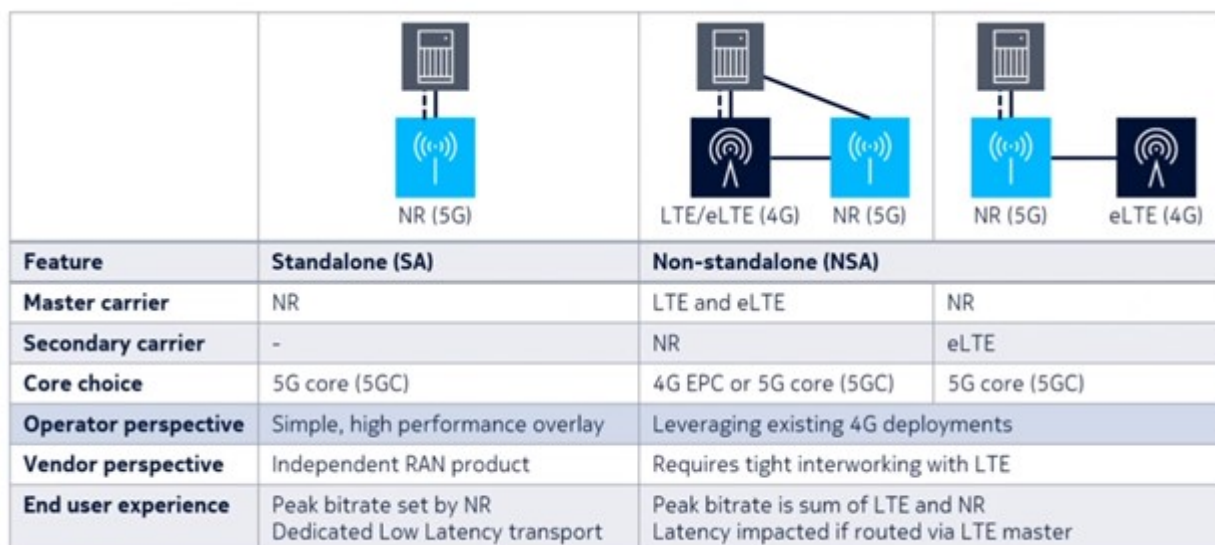 NR (5G)
LTE/eLTE (4G) NR (5G)
NR (5G) eLTE (4G)
Feature Standalone (SA) Non-standalone (NSA)
Master carrier NR LTE and eLTE NR
Secondary carrier - NR eLTE
Core choice 5G core (5GC) 4G EPC or 5G core (5GC) 5G core (5GC)
Operator perspective Simple, high performance overlay Leveraging existing 4G deployments
Vendor perspective Independent RAN product Requires tight interworking with LTE
End user experience Peak bitrate set by NR Peak bitrate is sum of LTE and NR
Dedicated Low Latency transport Latency impacted if routed via LTE master